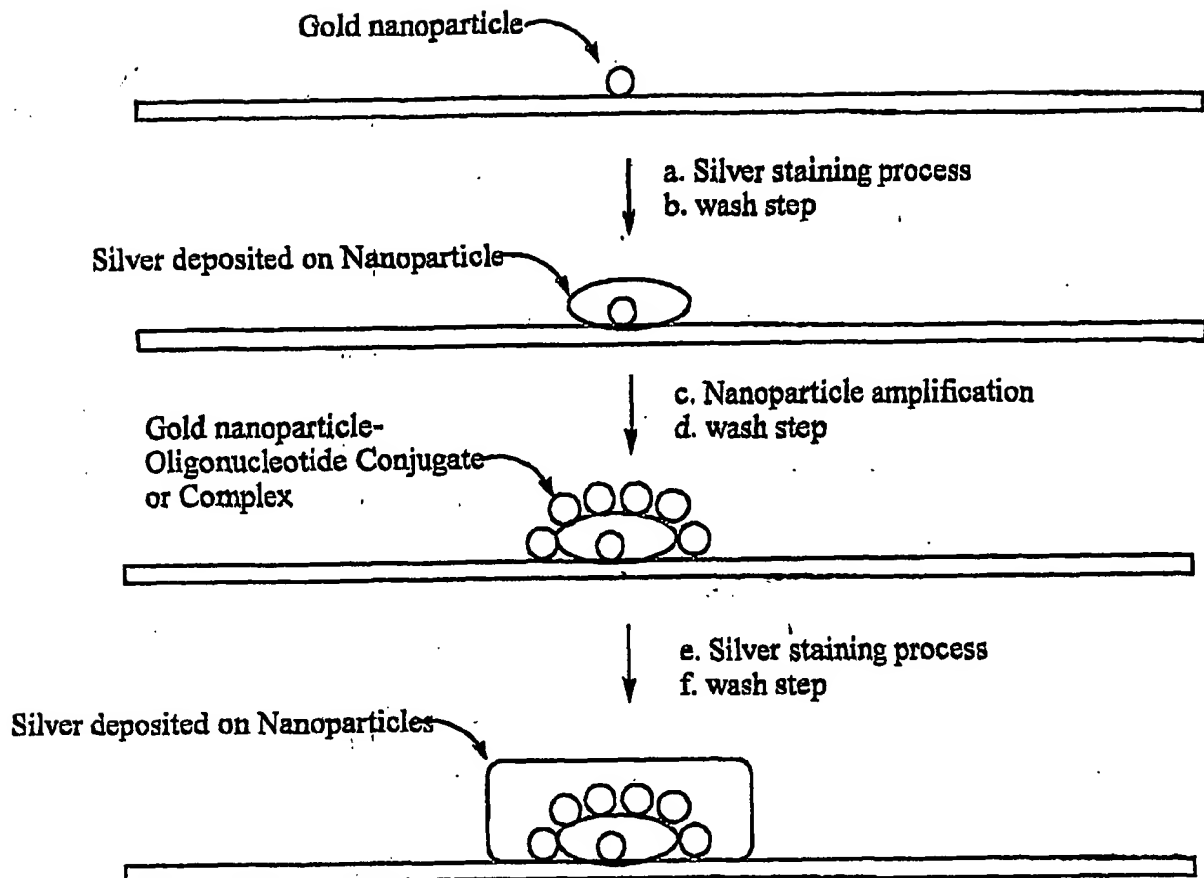 Gold nanoparticle
a. Silver staining process
b. wash step
Silver deposited on Nanoparticle
c. Nanoparticle amplification
d. wash step
Gold nanoparticle-
Oligonucleotide Conjugate
or Complex
e. Silver staining process
f. wash step
Silver deposited on Nanoparticles